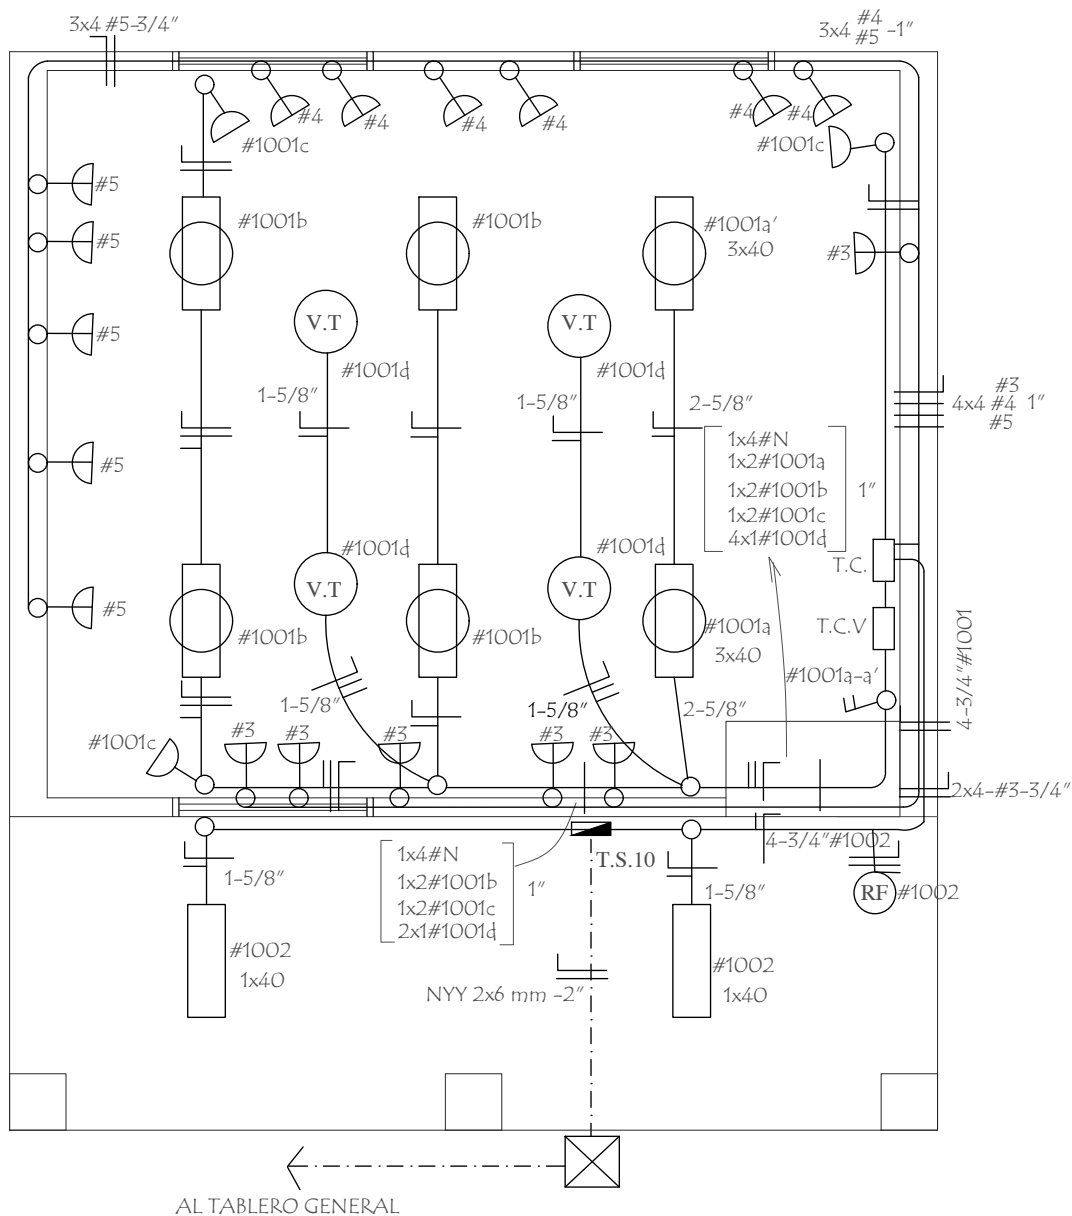 3x4 #5-3/4"
#4
3x4 -1"
#5
#4
#4
#4
#4
#4
#4
#1001c
#1001c
#5
#1001b
#1001b
#1001a'
3x40
#5
#3
V.T
V.T
#5
#1001d
#1001d
1-5/8"
1-5/8"
2-5/8"
#3
4x4 #4 1"
#5
1x4#N
1x2#1001a
1x2#1001b
1x2#1001c
4x1#1001d
1"
#5
#1001d
#1001d
T.C.
V.T
V.T
#5
#1001b
#1001b
#1001a
3x40
T.C.V
4-3/4"#1001
#1001a-a'
1-5/8"
1-5/8"
2-5/8"
#3
#3
#3
#3
#1001c
2x4-#3-3/4"
4-3/4"#1002
T.S.10
1x4#N
1x2#1001b
1x2#1001c
2x1#1001d
1"
1-5/8"
1-5/8"
RF
#1002
#1002
1x40
#1002
1x40
NYY 2x6 mm -2"
AL TABLERO GENERAL